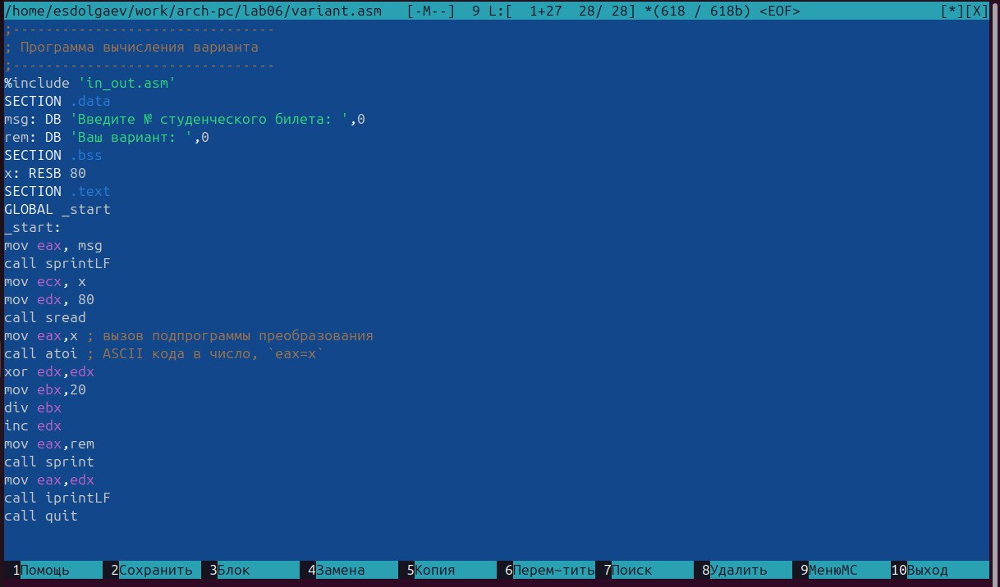 /home/esdolgaev/work/arch-pc/lab06/variant.asm   [-M--]  9 L:[  1+27  28/ 28] *(618 / 618b) <EOF>                 [*][X]
;--------------------------------
; Программа вычисления варианта
;--------------------------------
%include 'in_out.asm'
SECTION .data
msg: DB 'Введите № студенческого билета: ',0
rem: DB 'Ваш вариант: ',0
SECTION .bss
x: RESB 80
SECTION .text
GLOBAL _start
_start:
mov eax, msg
call sprintLF
mov ecx, x
mov edx, 80
call sread
mov eax,x ; вызов подпрограммы преобразования
call atoi ; ASCII кода в число, `eax=x`
xor edx,edx
mov ebx,20
div ebx
inc edx
mov eax,rem
call sprint
mov eax,edx
call iprintLF
call quit
1Помощь 2Сохранить 3Блок 4Замена 5Копия 6Перем~тить 7Поиск 8Удалить 9МенюМС 10Выход